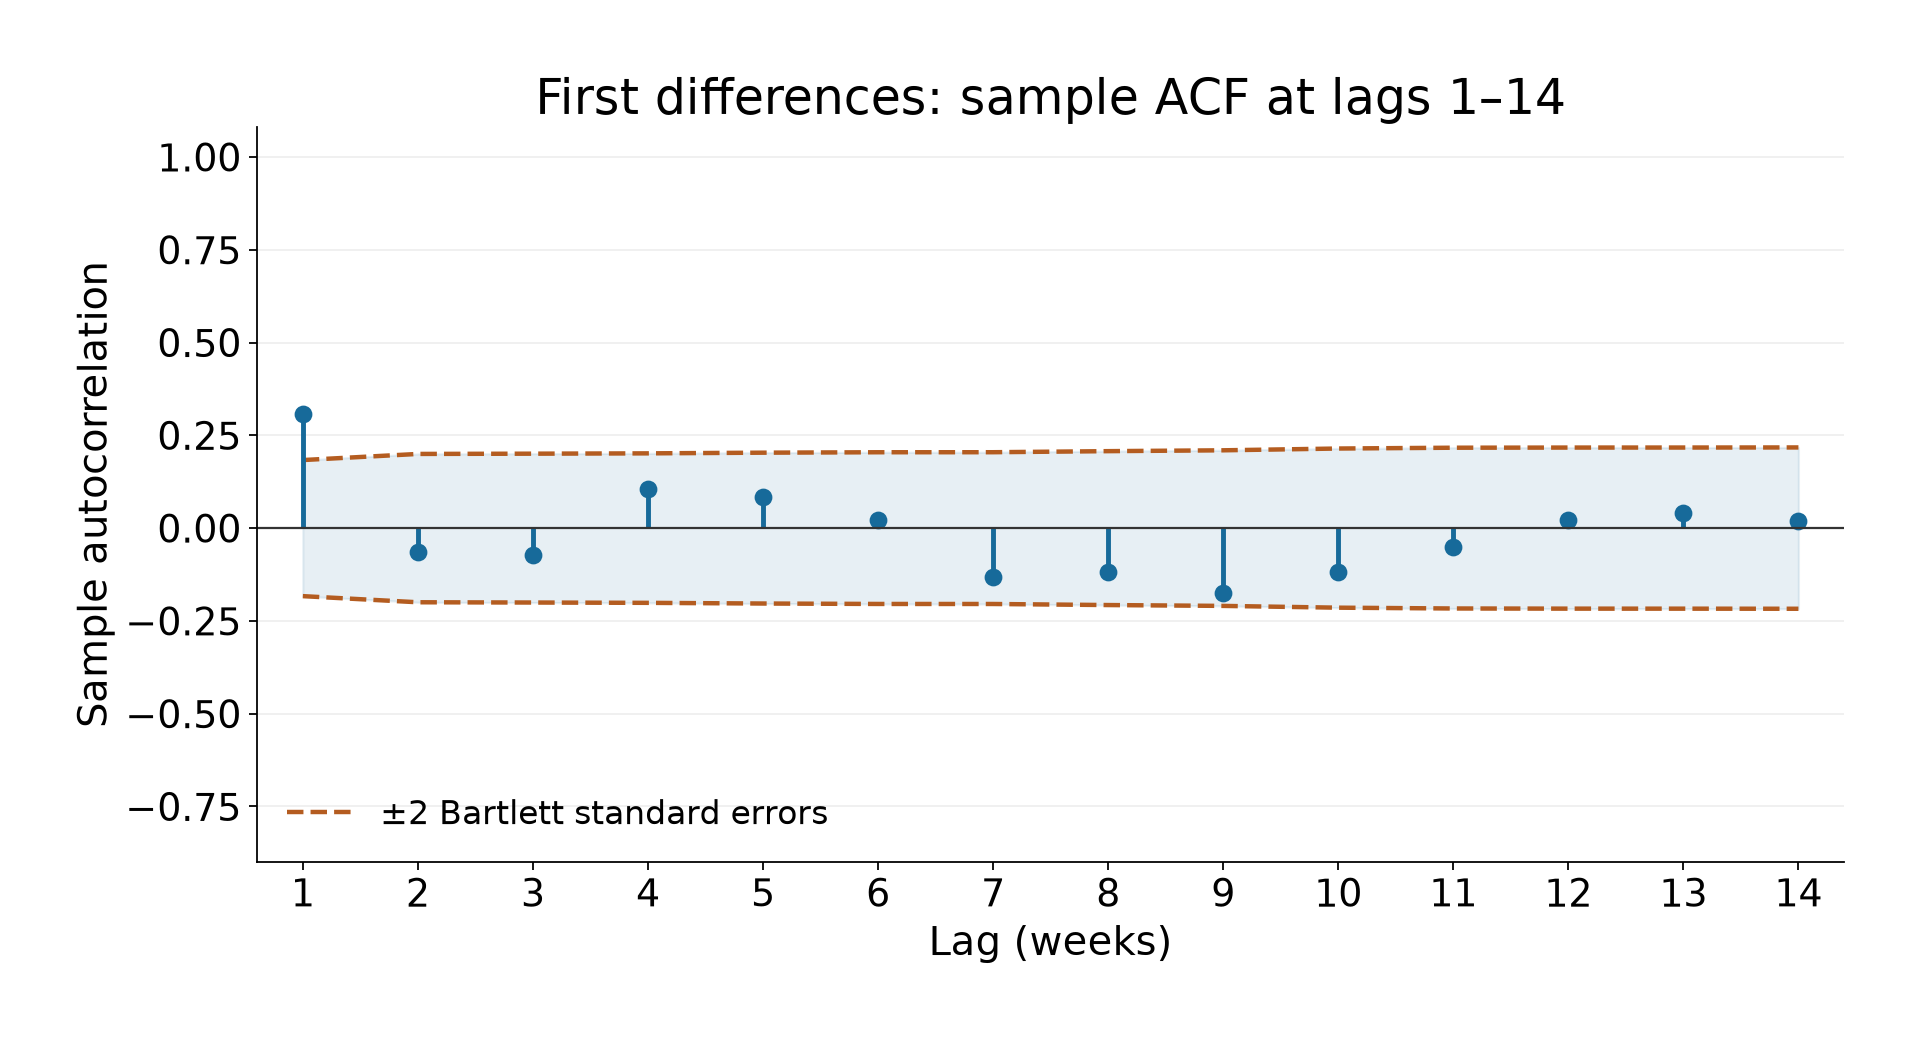 First differences: sample ACF at lags 1–14
Sample autocorrelation
1.00
0.75
0.50
0.25
0.00
−0.25
−0.50
−0.75
±2 Bartlett standard errors
1 2 3 4 5 6 7 8 9 10 11 12 13 14
Lag (weeks)